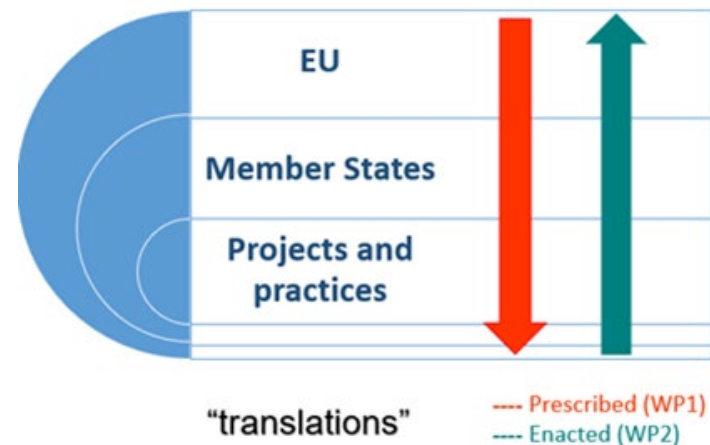 EU
Member States
Projects and
practices
“translations”
---- Prescribed (WP1)
---- Enacted (WP2)